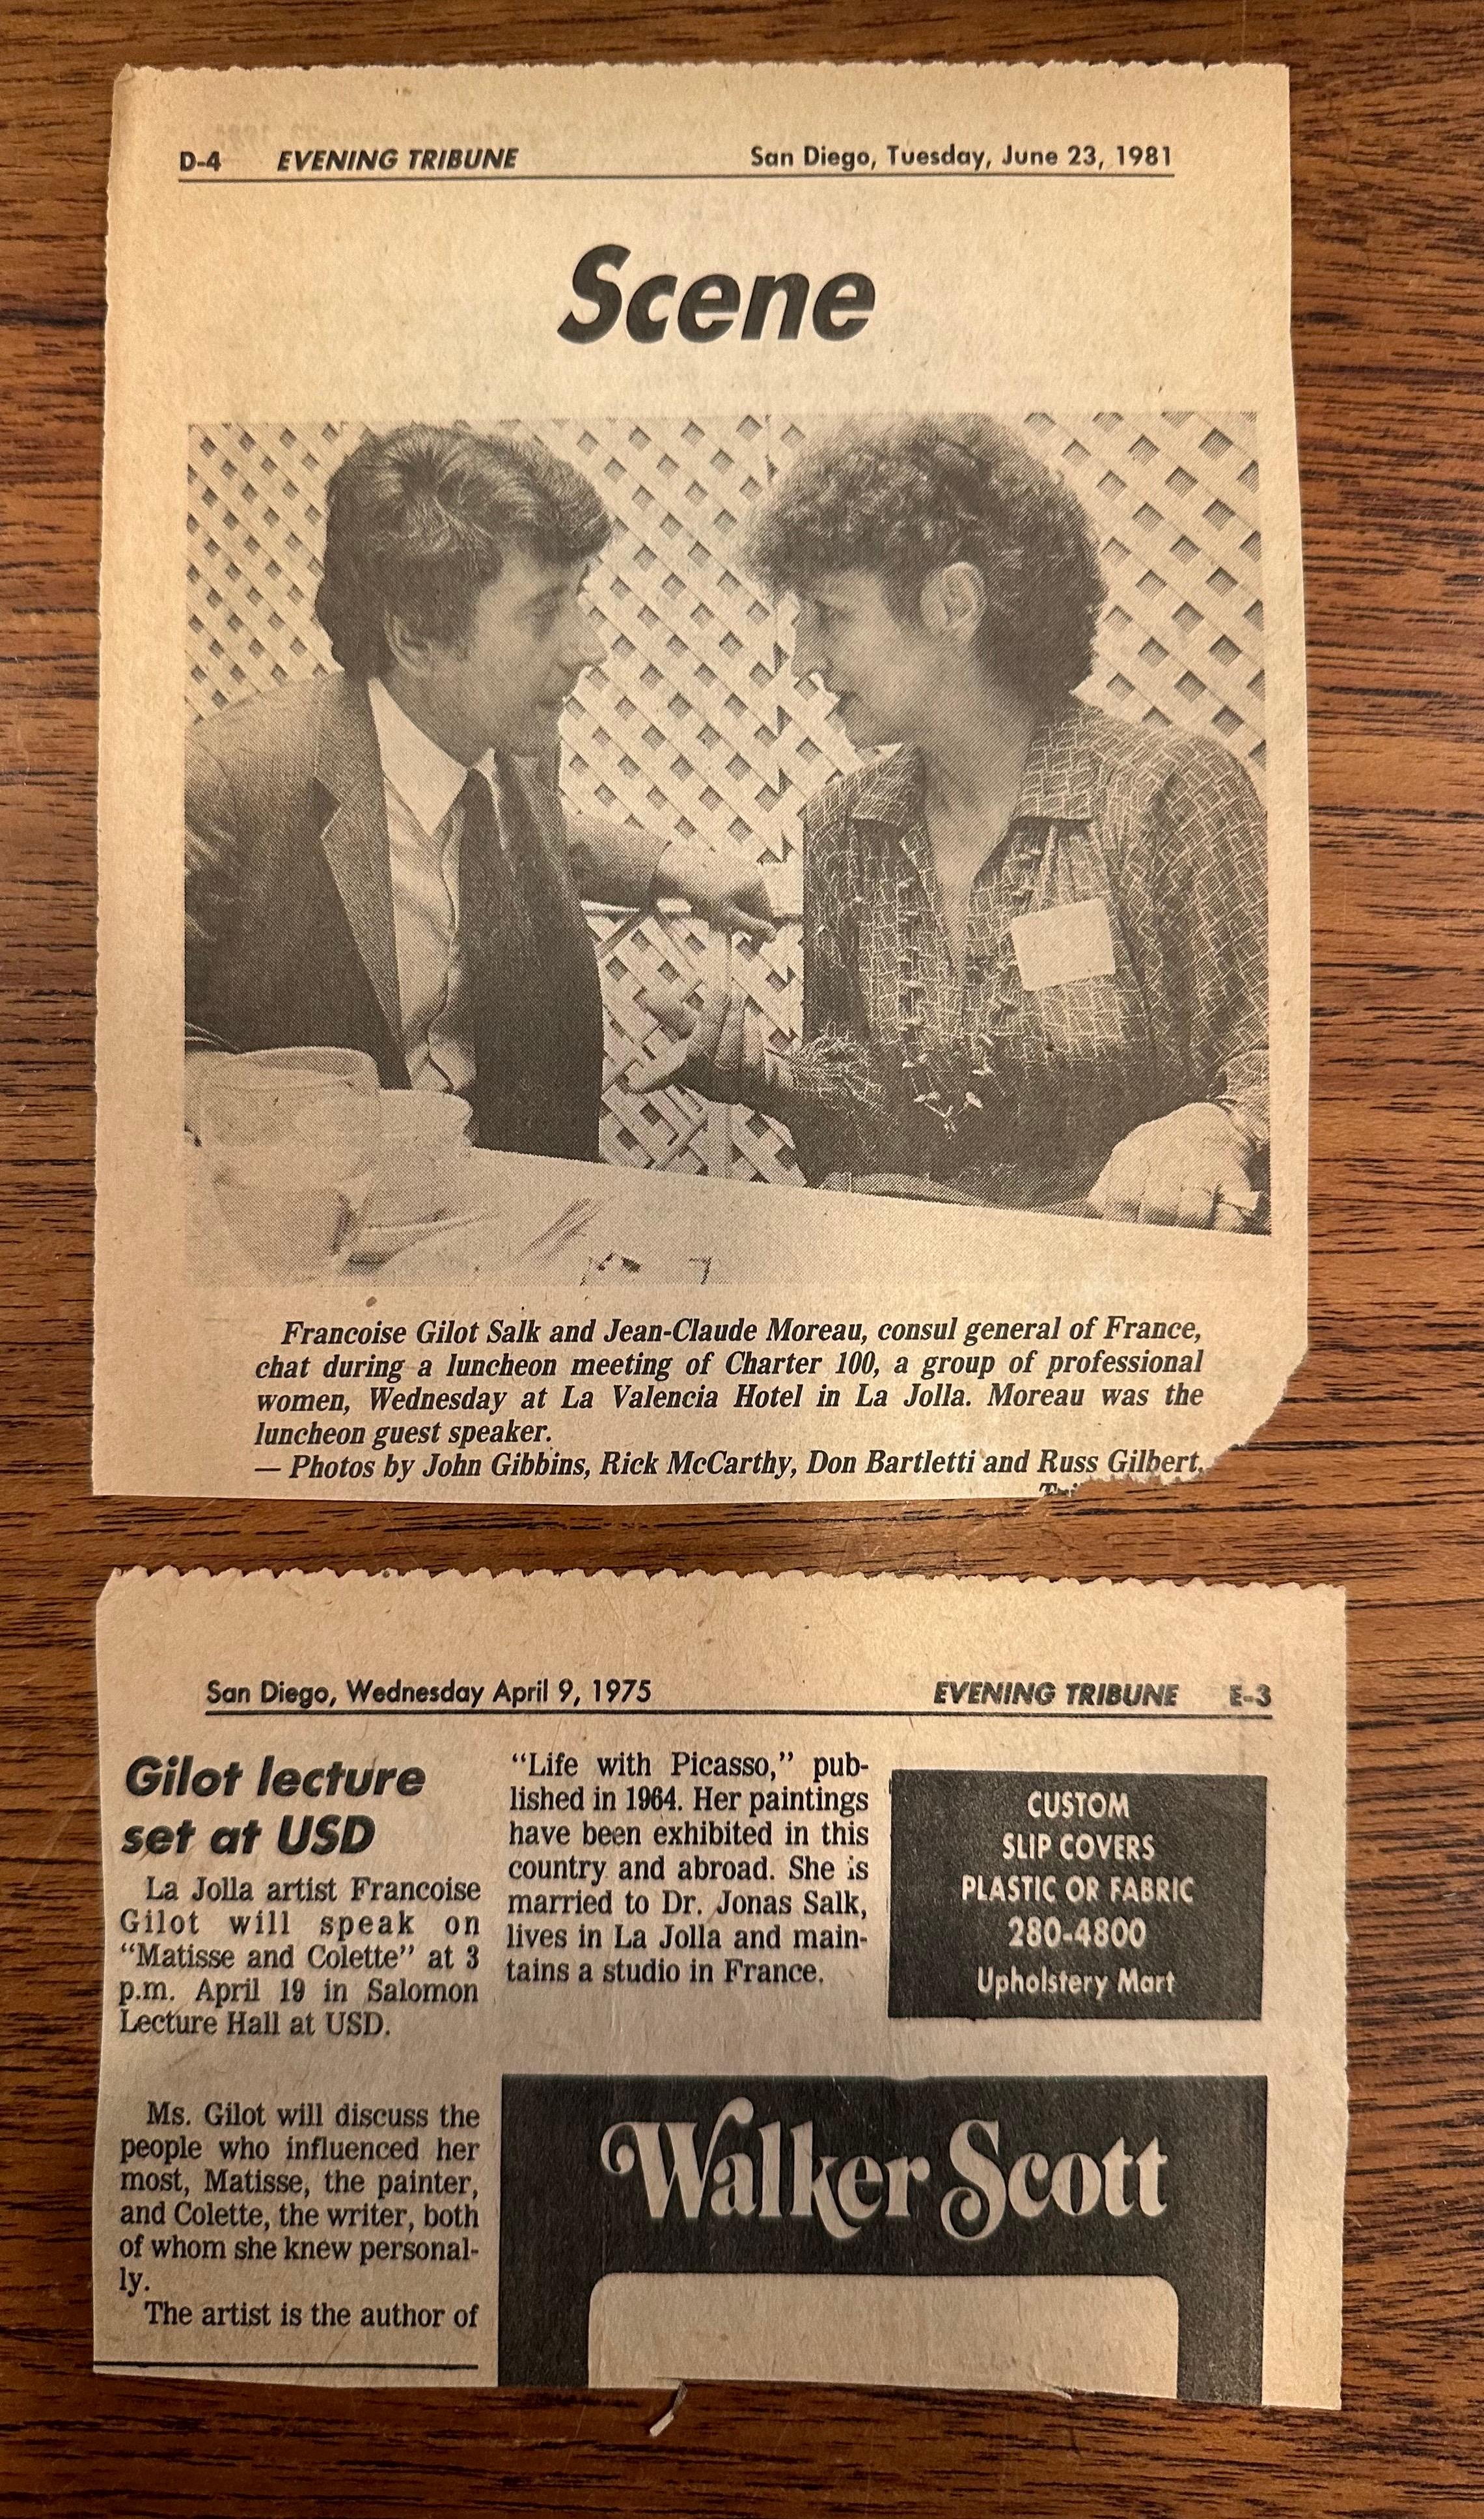 D-4 EVENING TRIBUNE San Diego, Tuesday, June 23, 1981
Scene
Francoise Gilot Salk and Jean-Claude Moreau, consul general of France,
chat during a luncheon meeting of Charter 100, a group of professional
women, Wednesday at La Valencia Hotel in La Jolla. Moreau was the
luncheon guest speaker.
— Photos by John Gibbins, Rick McCarthy, Don Bartletti and Russ Gilbert,
San Diego, Wednesday April 9, 1975 EVENING TRIBUNE E-3
Gilot lecture
set at USD
La Jolla artist Francoise
Gilot will speak on
“Matisse and Colette” at 3
p.m. April 19 in Salomon
Lecture Hall at USD.
Ms. Gilot will discuss the
people who influenced her
most, Matisse, the painter,
and Colette, the writer, both
of whom she knew personal-
ly.
The artist is the author of
“Life with Picasso,” pub-
lished in 1964. Her paintings
have been exhibited in this
country and abroad. She is
married to Dr. Jonas Salk,
lives in La Jolla and main-
tains a studio in France.
CUSTOM
SLIP COVERS
PLASTIC OR FABRIC
280-4800
Upholstery Mart
Walker Scott